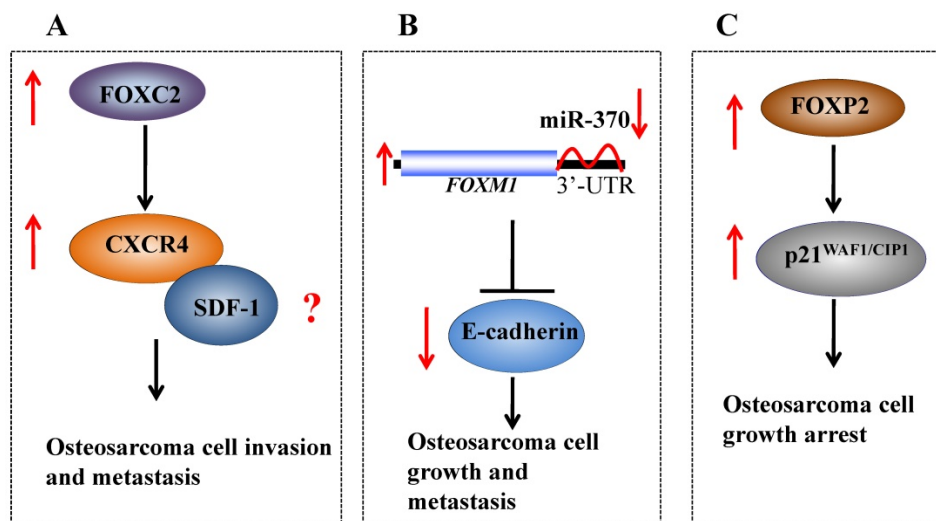 A
FOXC2
CXCR4
SDF-1
?
Osteosarcoma cell invasion
and metastasis
B
miR-370
FOXM1
3’-UTR
E-cadherin
Osteosarcoma cell
growth and
metastasis
C
FOXP2
p21WAF1/CIP1
Osteosarcoma cell
growth arrest